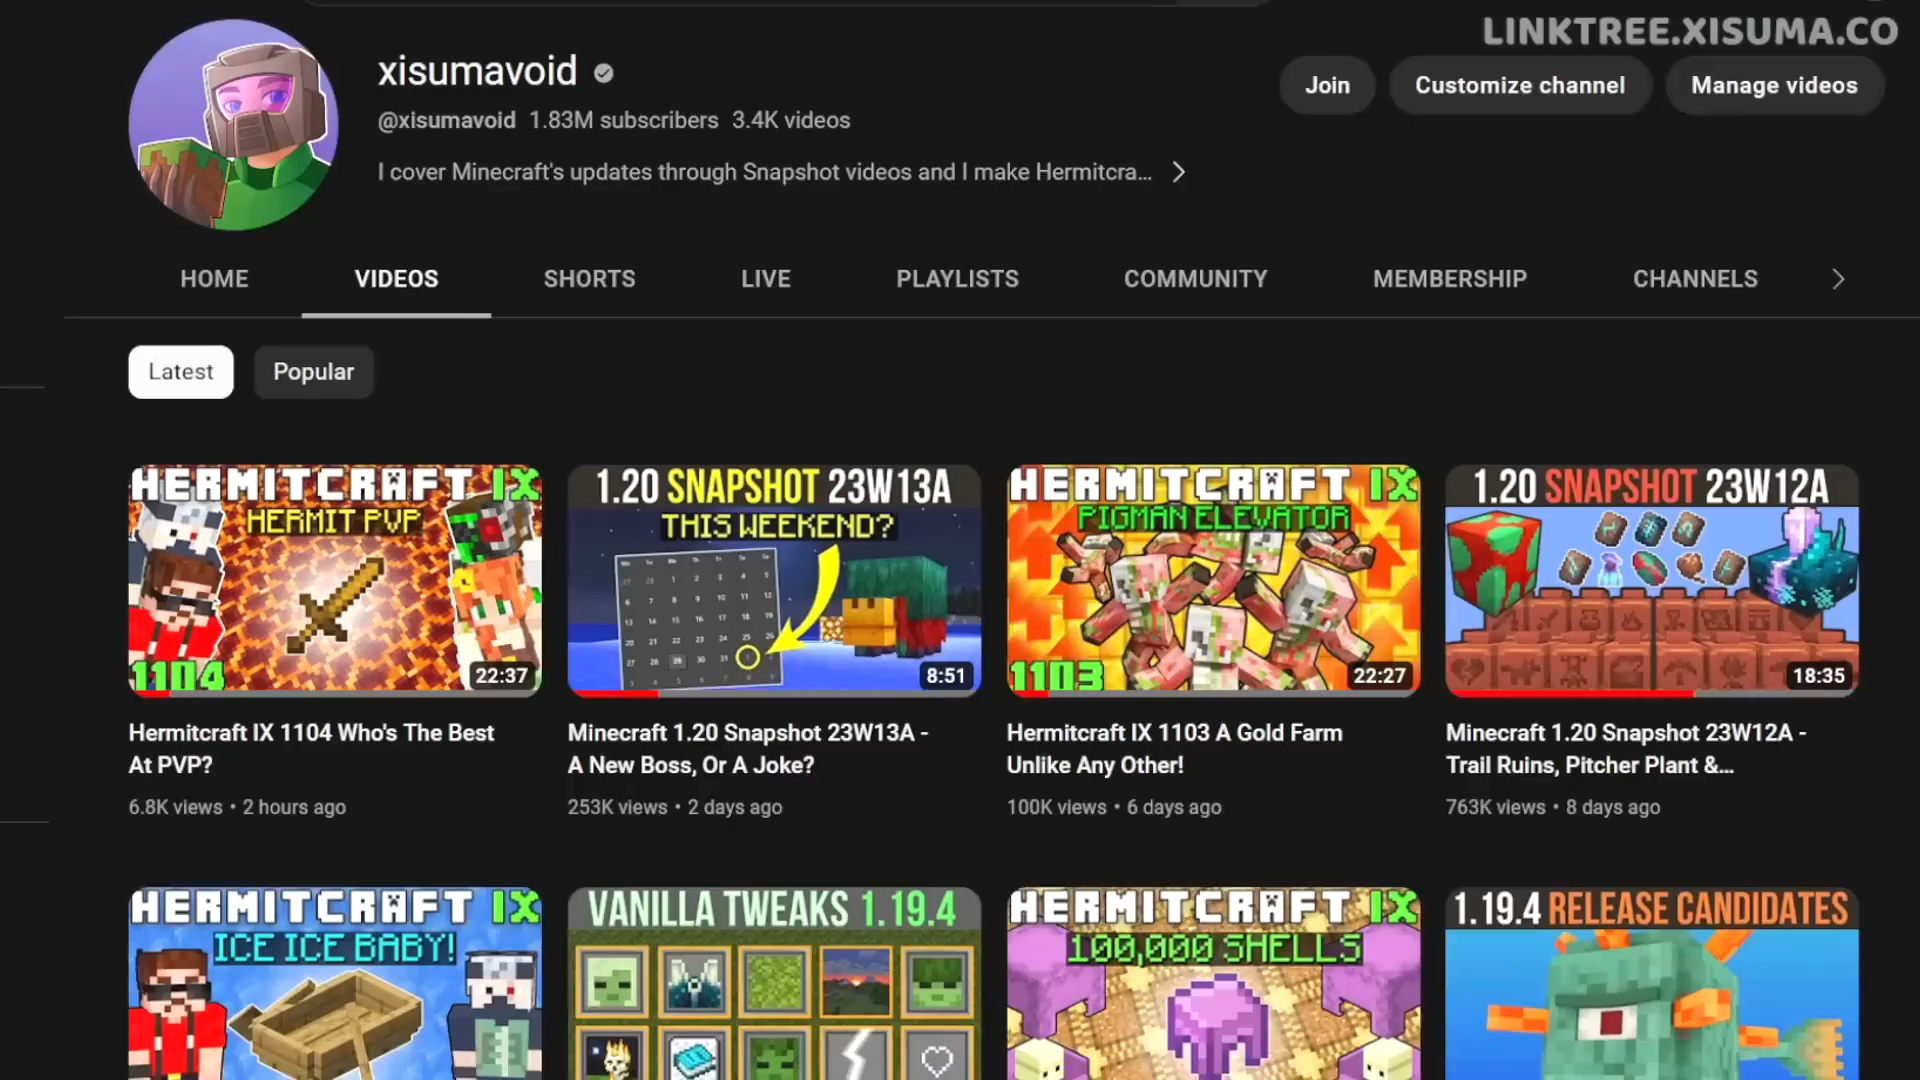 LINKTREE.XISUMA.CO
xisumavoid
Join
Customize channel
Manage videos
@xisumavoid 1.83M subscribers 3.4K videos
I cover Minecraft's updates through Snapshot videos and I make Hermitcra...
HOME
VIDEOS
SHORTS
LIVE
PLAYLISTS
COMMUNITY
MEMBERSHIP
CHANNELS
Latest
Popular
HERMITCRAFT IX
HERMIT PVP
1104
22:37
Hermitcraft IX 1104 Who's The Best
At PVP?
6.8K views • 2 hours ago
1.20 SNAPSHOT 23W13A
THIS WEEKEND?
8:51
Minecraft 1.20 Snapshot 23W13A -
A New Boss, Or A Joke?
253K views • 2 days ago
HERMITCRAFT IX
PIGMAN ELEVATOR
1103
22:27
Hermitcraft IX 1103 A Gold Farm
Unlike Any Other!
100K views • 6 days ago
1.20 SNAPSHOT 23W12A
18:35
Minecraft 1.20 Snapshot 23W12A -
Trail Ruins, Pitcher Plant &...
763K views • 8 days ago
HERMITCRAFT IX
ICE ICE BABY!
VANILLA TWEAKS 1.19.4
HERMITCRAFT IX
100,000 SHELLS
1.19.4 RELEASE CANDIDATES